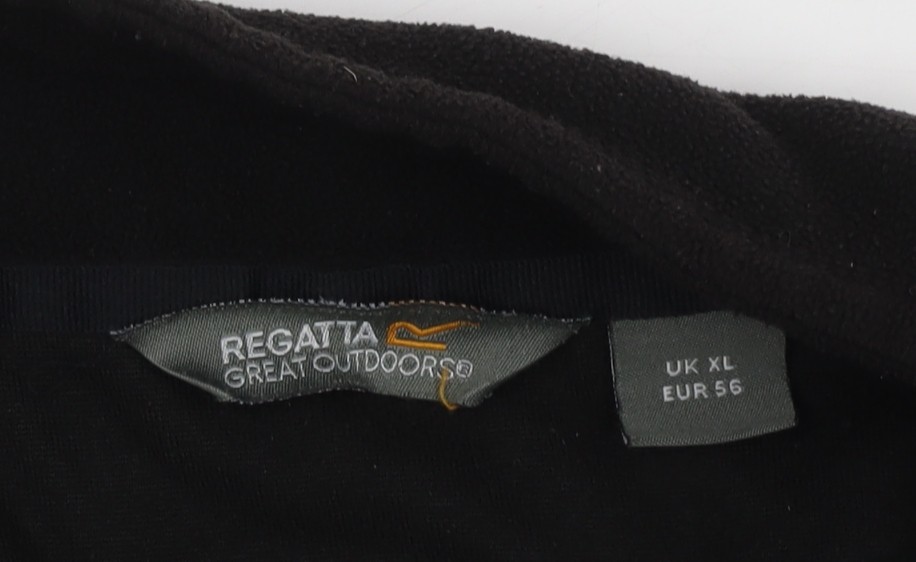 REGATTA
GREAT OUTDOORS®
UK XL
EUR 56